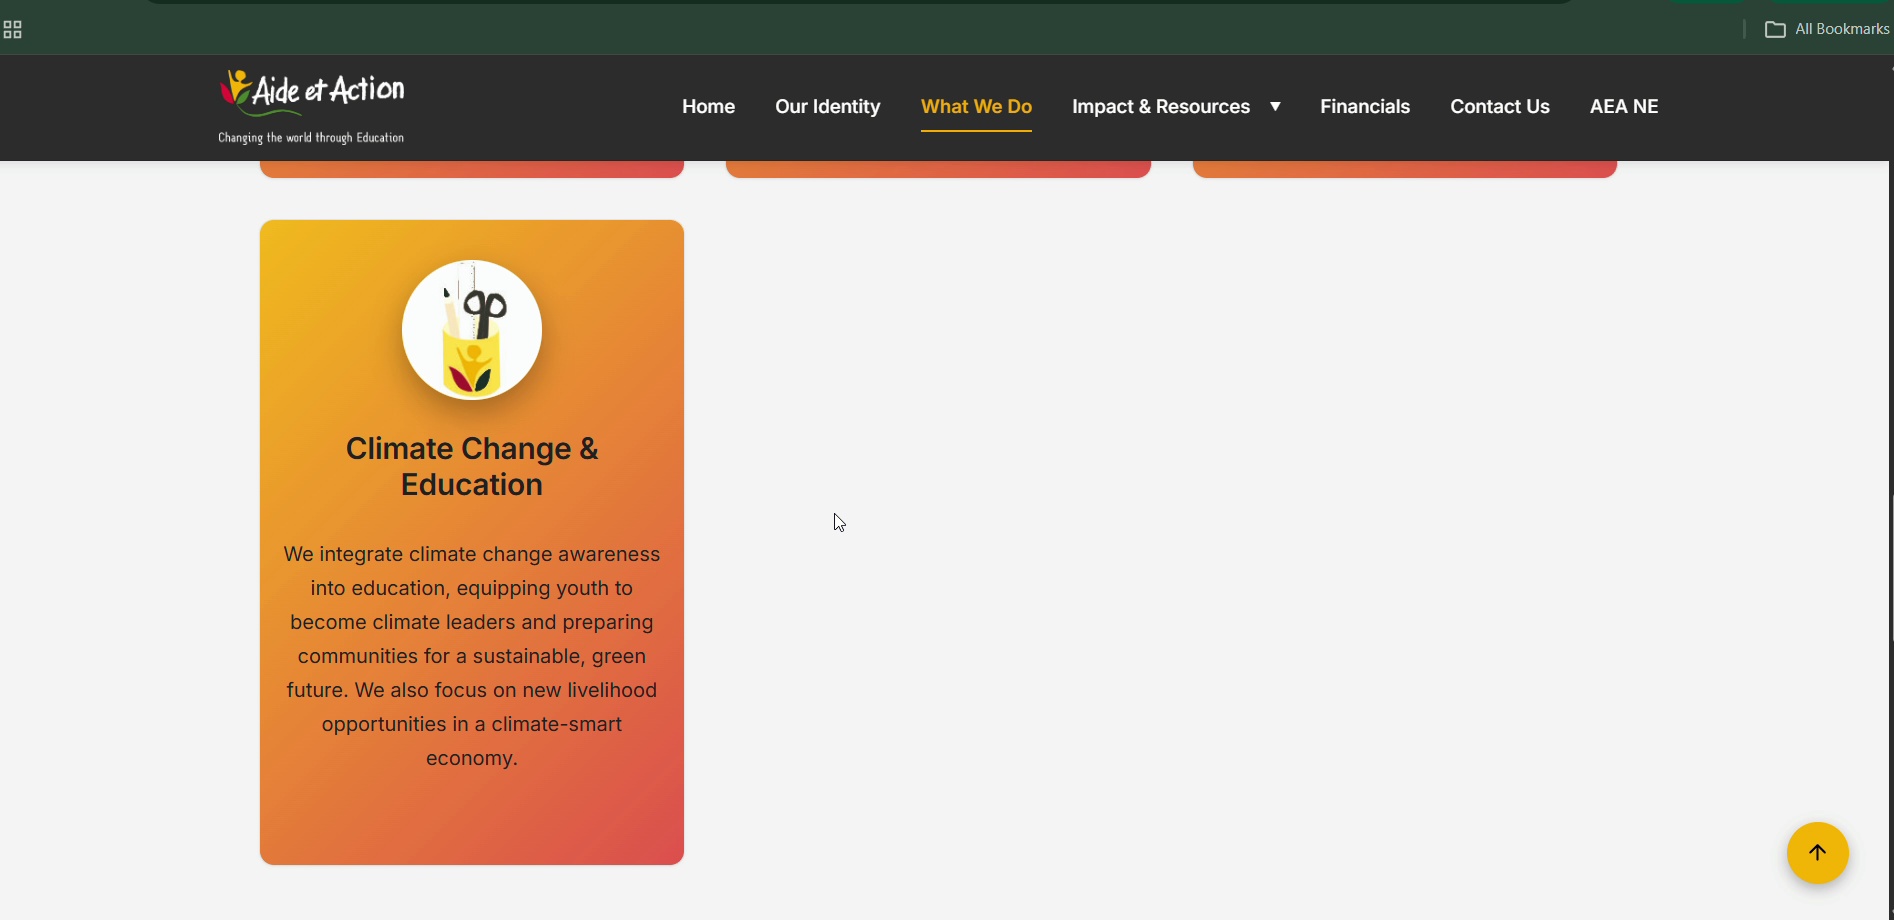 All Bookmarks
Aide et Action
Changing the world through Education
Home
Our Identity
What We Do
Impact & Resources ▼
Financials
Contact Us
AEA NE
Climate Change &
Education
We integrate climate change awareness
into education, equipping youth to
become climate leaders and preparing
communities for a sustainable, green
future. We also focus on new livelihood
opportunities in a climate-smart
economy.